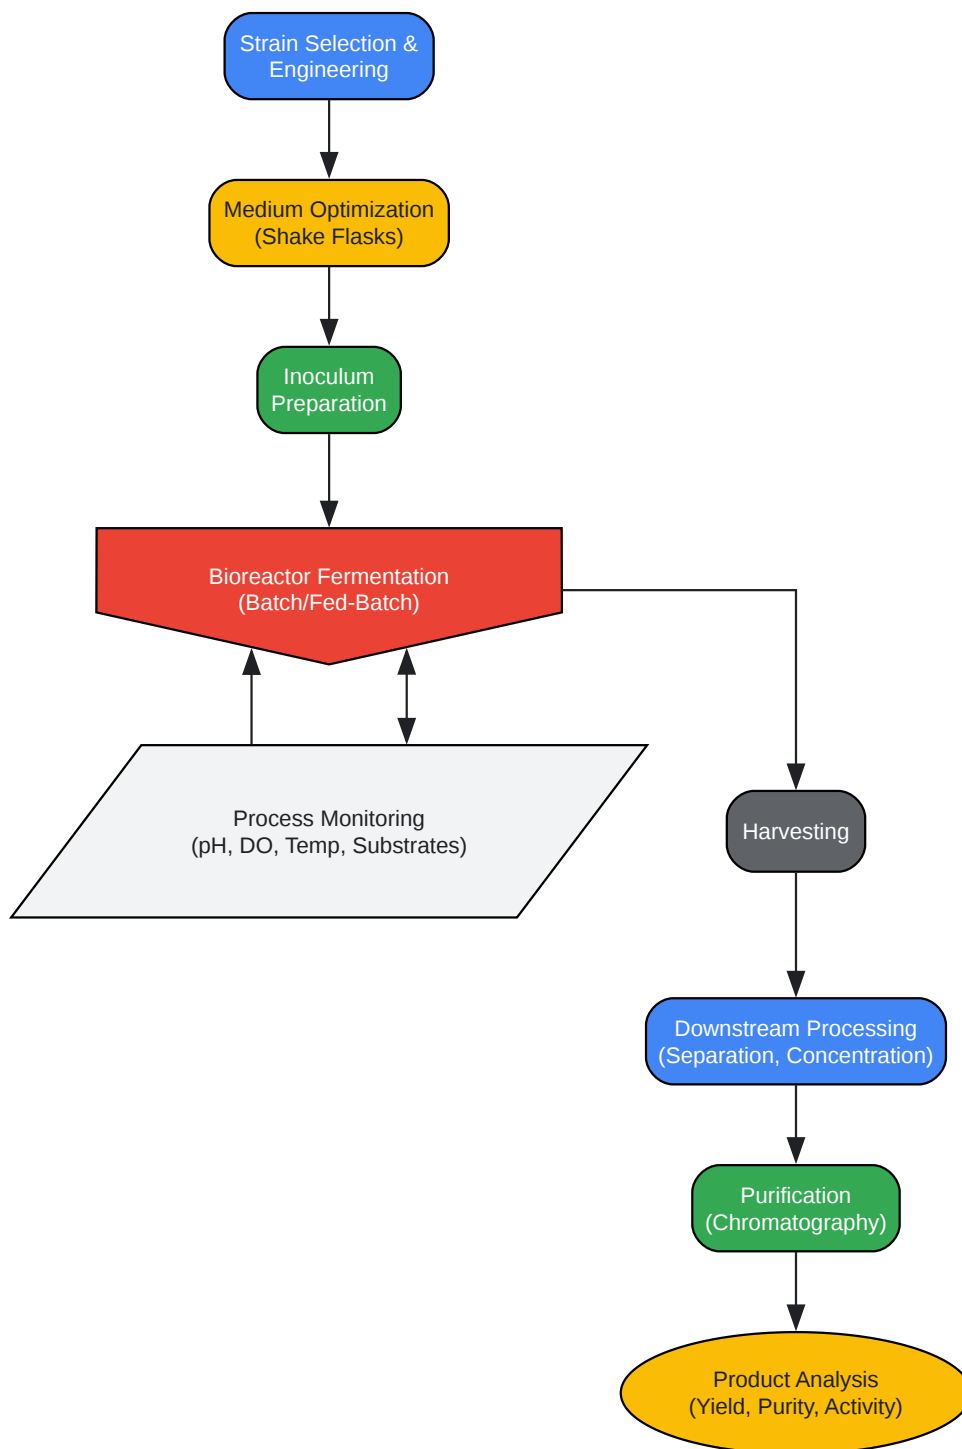 Strain Selection &
Engineering
Medium Optimization
(Shake Flasks)
Inoculum
Preparation
Bioreactor Fermentation
(Batch/Fed-Batch)
Process Monitoring
(pH, DO, Temp, Substrates)
Harvesting
Downstream Processing
(Separation, Concentration)
Purification
(Chromatography)
Product Analysis
(Yield, Purity, Activity)